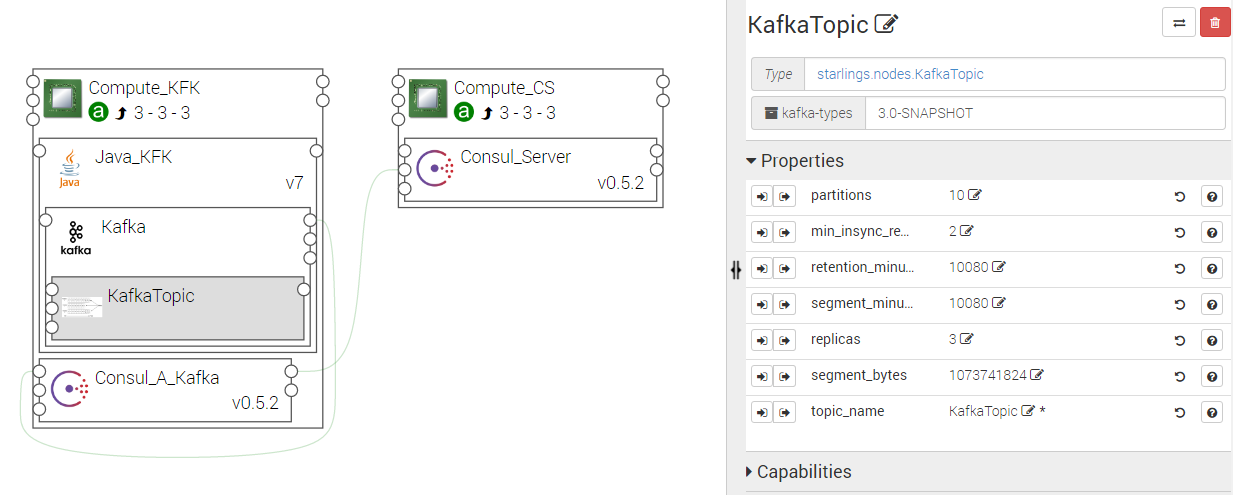 Compute_KFK
a 3 - 3 - 3
Java_KFK
Java
v7
Kafka
kafka
KafkaTopic
Consul_A_Kafka
v0.5.2
Compute_CS
a 3 - 3 - 3
Consul_Server
v0.5.2
KafkaTopic
Type starlings.nodes.KafkaTopic
kafka-types 3.0-SNAPSHOT
Properties
partitions 10
min_insync_re... 2
retention_minu... 10080
segment_minu... 10080
replicas 3
segment_bytes 1073741824
topic_name KafkaTopic *
Capabilities